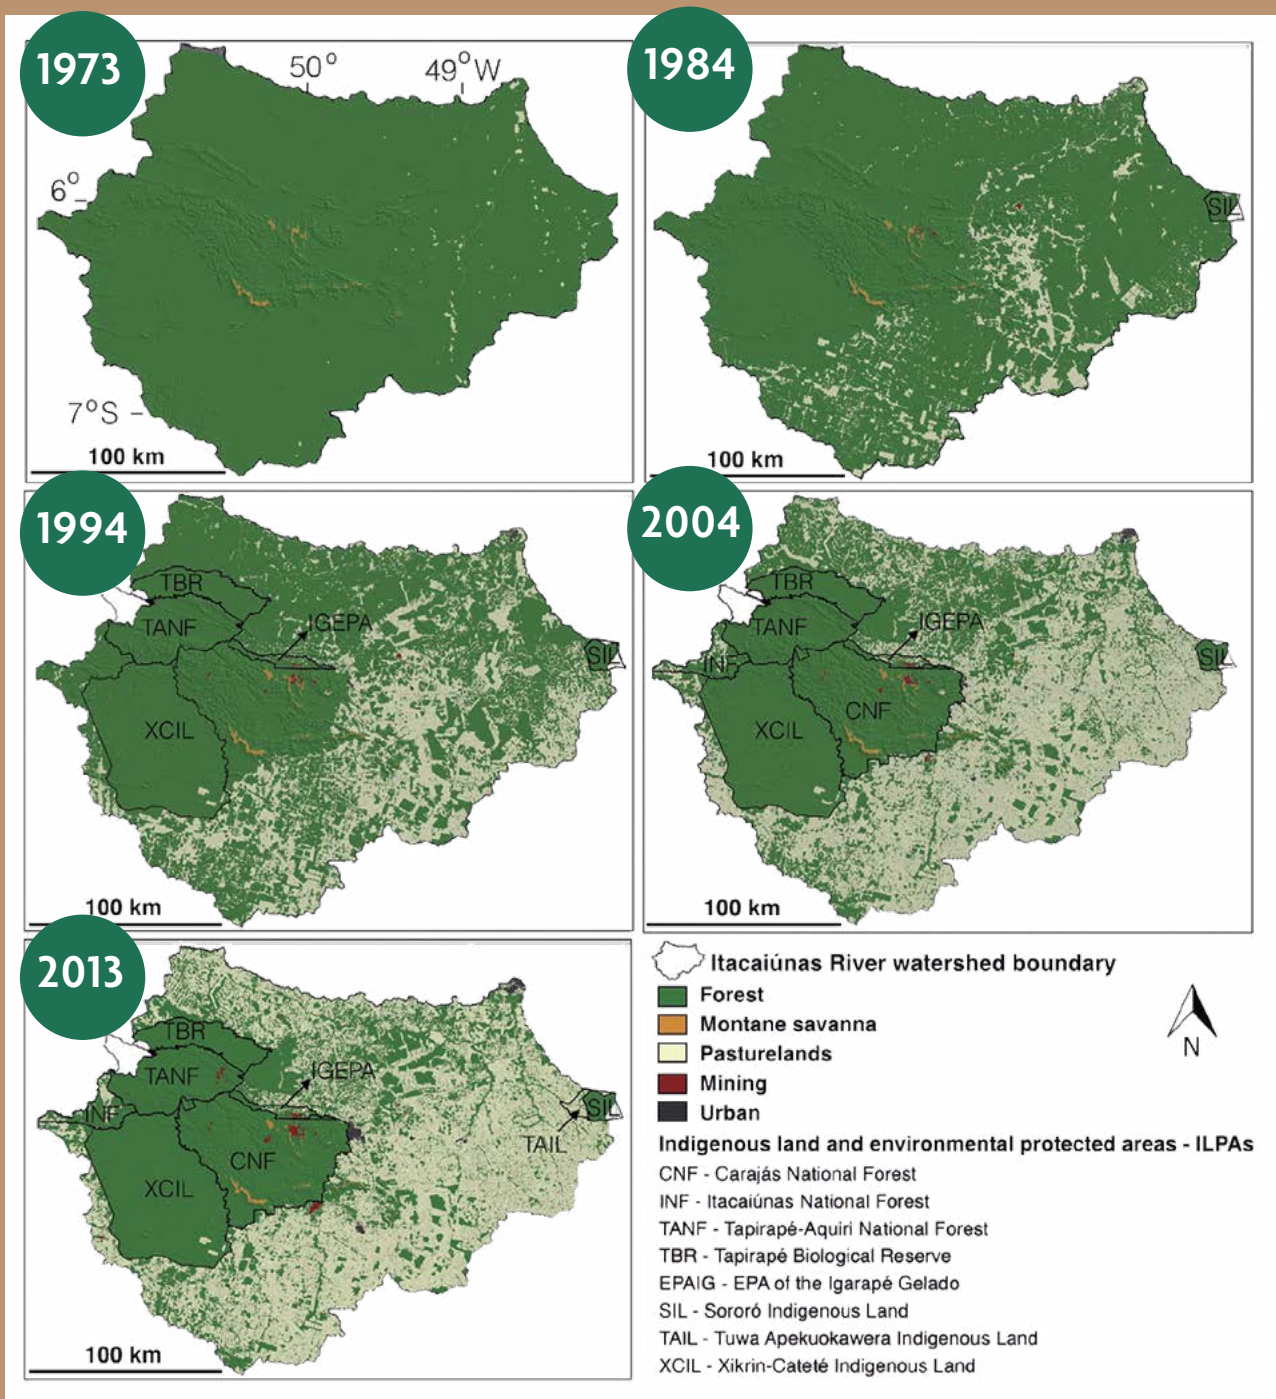 1973
50°
49°W
6°
7°S
100 km
1984
SIL
100 km
1994
TBR
TANF
IGEPA
SIL
XCIL
100 km
2004
TBR
TANF
IGEPA
INF
SIL
CNF
XCIL
100 km
2013
TBR
TANF
IGEPA
INF
SIL
TAIL
CNF
XCIL
100 km
Itacaiúnas River watershed boundary
Forest
Montane savanna
Pasturelands
Mining
Urban
N
Indigenous land and environmental protected areas - ILPAs
CNF - Carajás National Forest
INF - Itacaiúnas National Forest
TANF - Tapirapé-Aquiri National Forest
TBR - Tapirapé Biological Reserve
EPAIG - EPA of the Igarapé Gelado
SIL - Sororó Indigenous Land
TAIL - Tuwa Apekuokawera Indigenous Land
XCIL - Xikrin-Cateté Indigenous Land